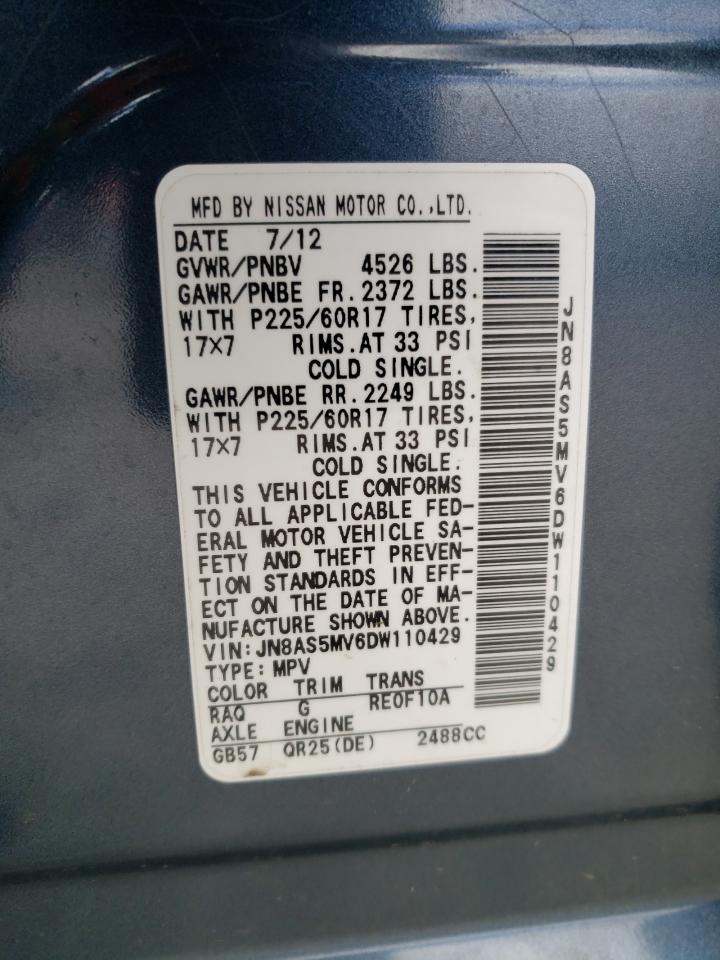 MFD BY NISSAN MOTOR CO.,LTD.
DATE 7/12
GVWR/PNBV 4526 LBS.
GAWR/PNBE FR.2372 LBS.
WITH P225/60R17 TIRES,
17×7 RIMS.AT 33 PSI
COLD SINGLE.
GAWR/PNBE RR.2249 LBS.
WITH P225/60R17 TIRES,
17×7 RIMS.AT 33 PSI
COLD SINGLE.
THIS VEHICLE CONFORMS
TO ALL APPLICABLE FED-
ERAL MOTOR VEHICLE SA-
FETY AND THEFT PREVEN-
TION STANDARDS IN EFF-
ECT ON THE DATE OF MA-
NUFACTURE SHOWN ABOVE.
VIN:JN8AS5MV6DW110429
TYPE:MPV
COLOR TRIM TRANS
RAQ G RE0F10A
AXLE ENGINE
GB57 QR25(DE) 2488CC
JN8AS5MV6DW110429